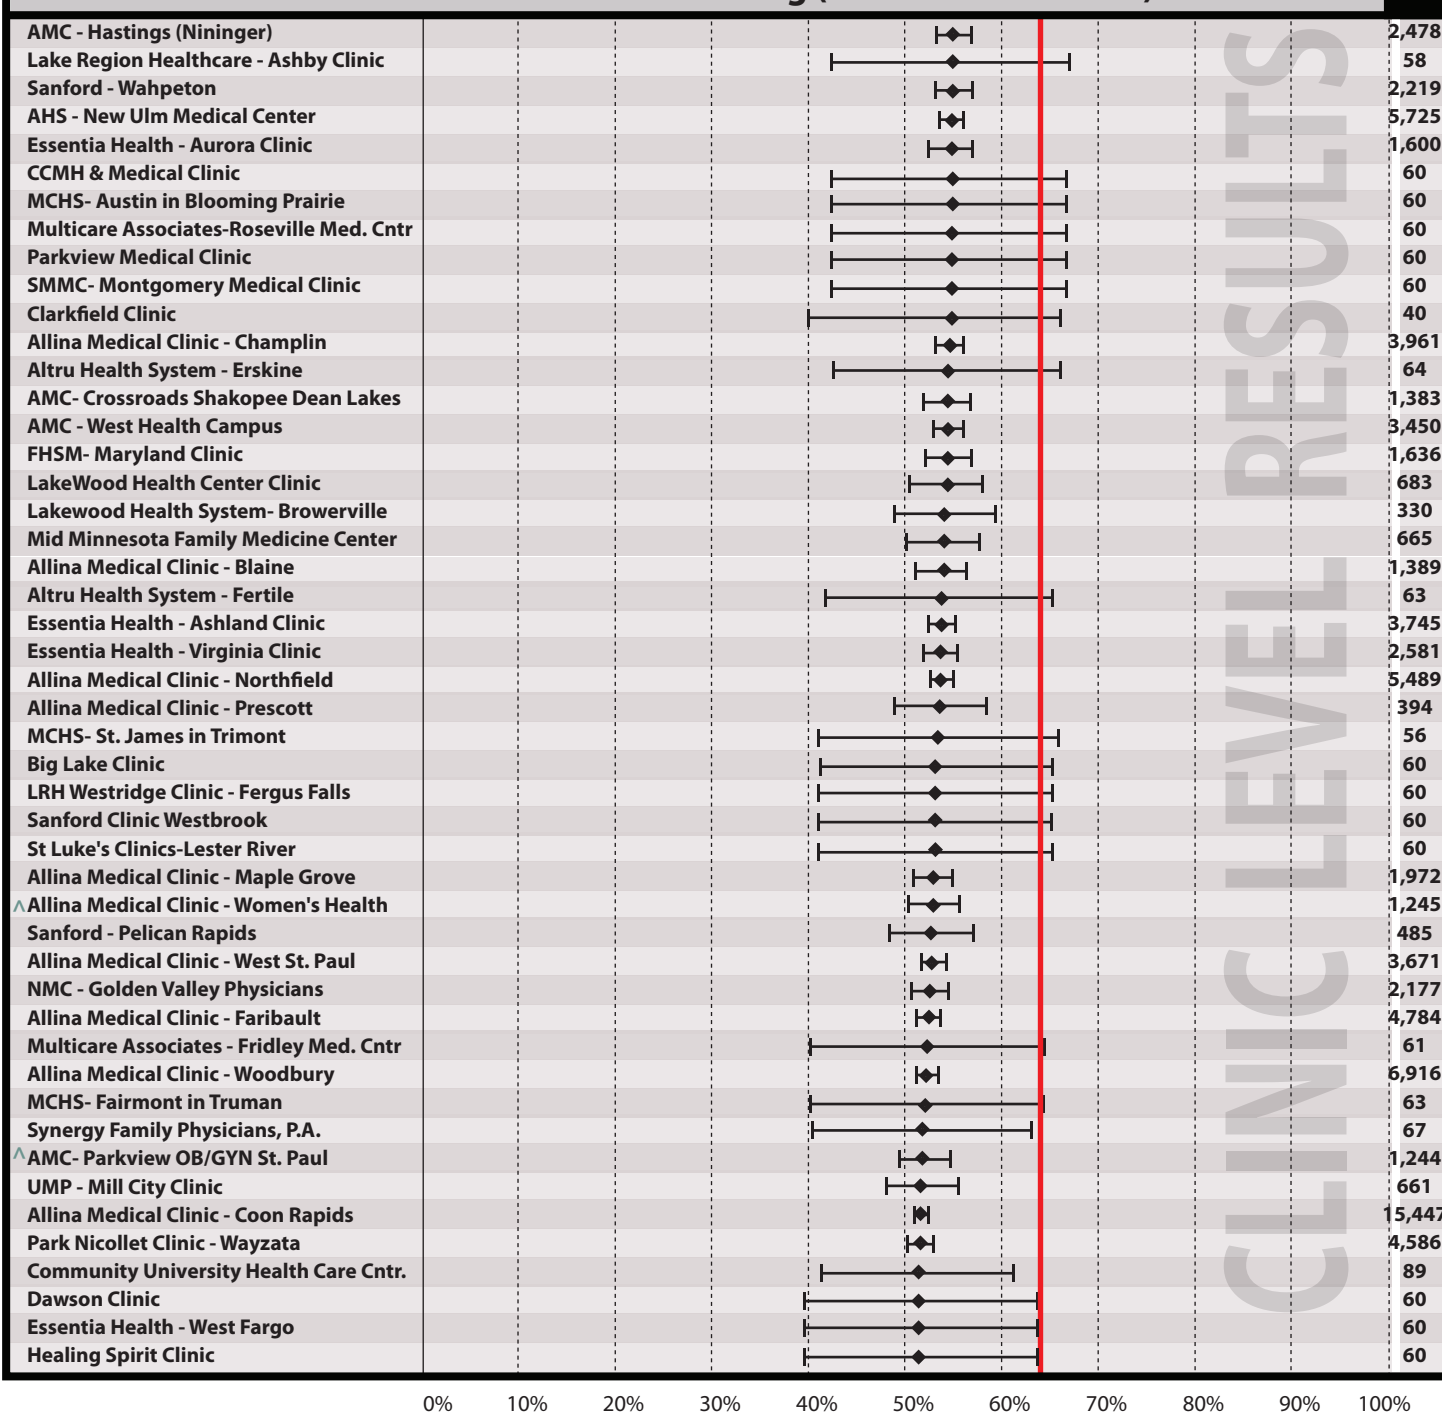 AMC - Hastings (Nininger) 2,478
Lake Region Healthcare - Ashby Clinic 58
Sanford - Wahpeton 2,219
AHS - New Ulm Medical Center 5,725
Essentia Health - Aurora Clinic 1,600
CCMH & Medical Clinic 60
MCHS- Austin in Blooming Prairie 60
Multicare Associates-Roseville Med. Cntr 60
Parkview Medical Clinic 60
SMMC- Montgomery Medical Clinic 60
Clarkfield Clinic 40
Allina Medical Clinic - Champlin 3,961
Altru Health System - Erskine 64
AMC- Crossroads Shakopee Dean Lakes 1,383
AMC - West Health Campus 3,450
FHSM- Maryland Clinic 1,636
LakeWood Health Center Clinic 683
Lakewood Health System- Browerville 330
Mid Minnesota Family Medicine Center 665
Allina Medical Clinic - Blaine 1,389
Altru Health System - Fertile 63
Essentia Health - Ashland Clinic 3,745
Essentia Health - Virginia Clinic 2,581
Allina Medical Clinic - Northfield 5,489
Allina Medical Clinic - Prescott 394
MCHS- St. James in Trimont 56
Big Lake Clinic 60
LRH Westridge Clinic - Fergus Falls 60
Sanford Clinic Westbrook 60
St Luke's Clinics-Lester River 60
Allina Medical Clinic - Maple Grove 1,972
^ Allina Medical Clinic - Women's Health 1,245
Sanford - Pelican Rapids 485
Allina Medical Clinic - West St. Paul 3,671
NMC - Golden Valley Physicians 2,177
Allina Medical Clinic - Faribault 4,784
Multicare Associates - Fridley Med. Cntr 61
Allina Medical Clinic - Woodbury 6,916
MCHS- Fairmont in Truman 63
Synergy Family Physicians, P.A. 67
^ AMC- Parkview OB/GYN St. Paul 1,244
UMP - Mill City Clinic 661
Allina Medical Clinic - Coon Rapids 15,447
Park Nicollet Clinic - Wayzata 4,586
Community University Health Care Cntr. 89
Dawson Clinic 60
Essentia Health - West Fargo 60
Healing Spirit Clinic 60
0% 10% 20% 30% 40% 50% 60% 70% 80% 90% 100%
CLINIC LEVEL RESULTS